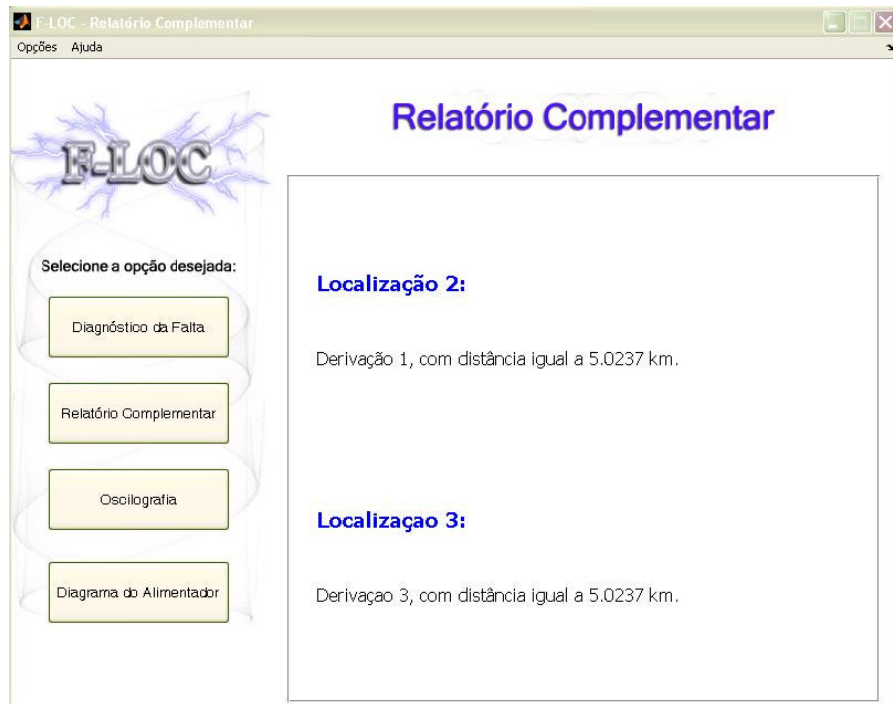 F-LOC - Relatório Complementar
Opções Ajuda
F-LOC
Relatório Complementar
Selecione a opção desejada:
Diagnóstico da Falta
Relatório Complementar
Oscilografia
Diagrama do Alimentador
Localização 2:
Derivação 1, com distância igual a 5.0237 km.
Localizaçao 3:
Derivaçao 3, com distância igual a 5.0237 km.